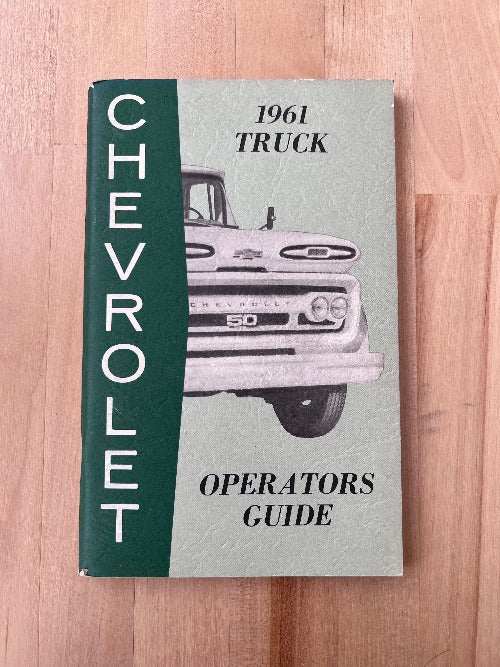 CHEVROLET
1961
TRUCK
CHEVROLET
50
OPERATORS
GUIDE